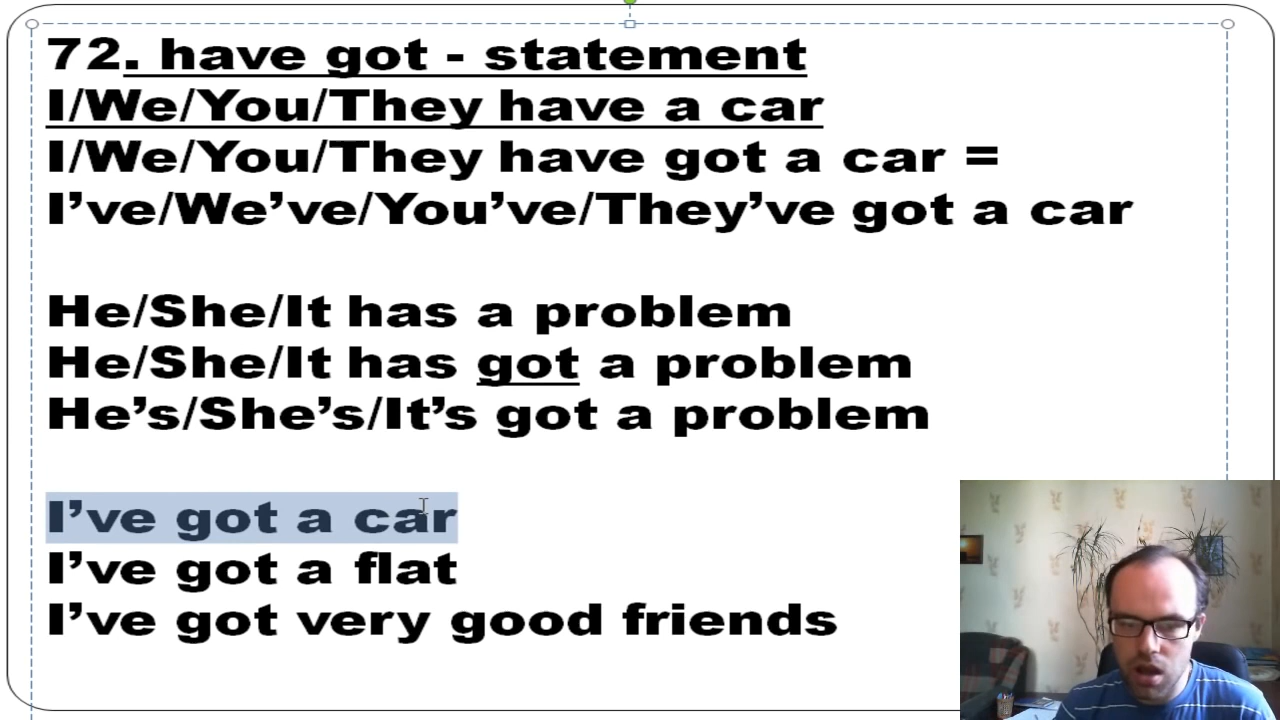 72. have got - statement
I/We/You/They have a car
I/We/You/They have got a car =
I’ve/We’ve/You’ve/They’ve got a car
He/She/It has a problem
He/She/It has got a problem
He’s/She’s/It’s got a problem
I’ve got a car
I’ve got a flat
I’ve got very good friends